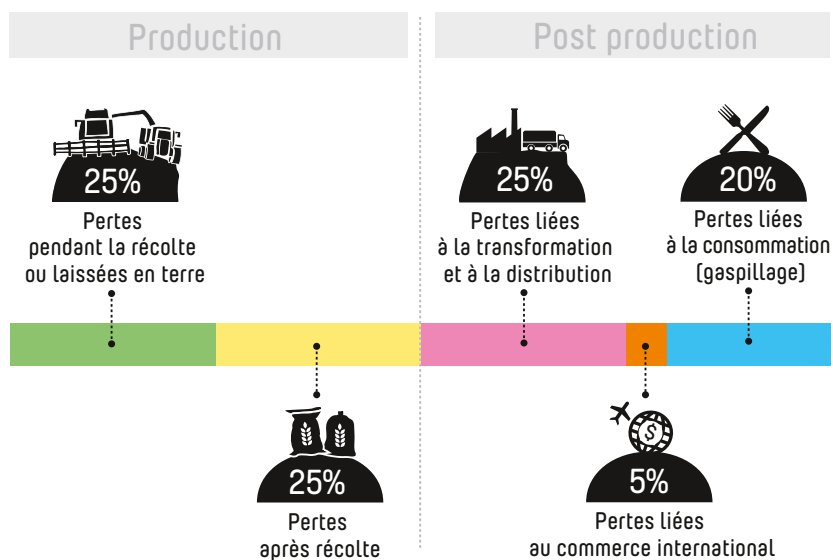 Production
Post production
25%
Pertes
pendant la récolte
ou laissées en terre
25%
Pertes liées
à la transformation
et à la distribution
20%
Pertes liées
à la consommation
(gaspillage)
$
25%
Pertes
après récolte
5%
Pertes liées
au commerce international